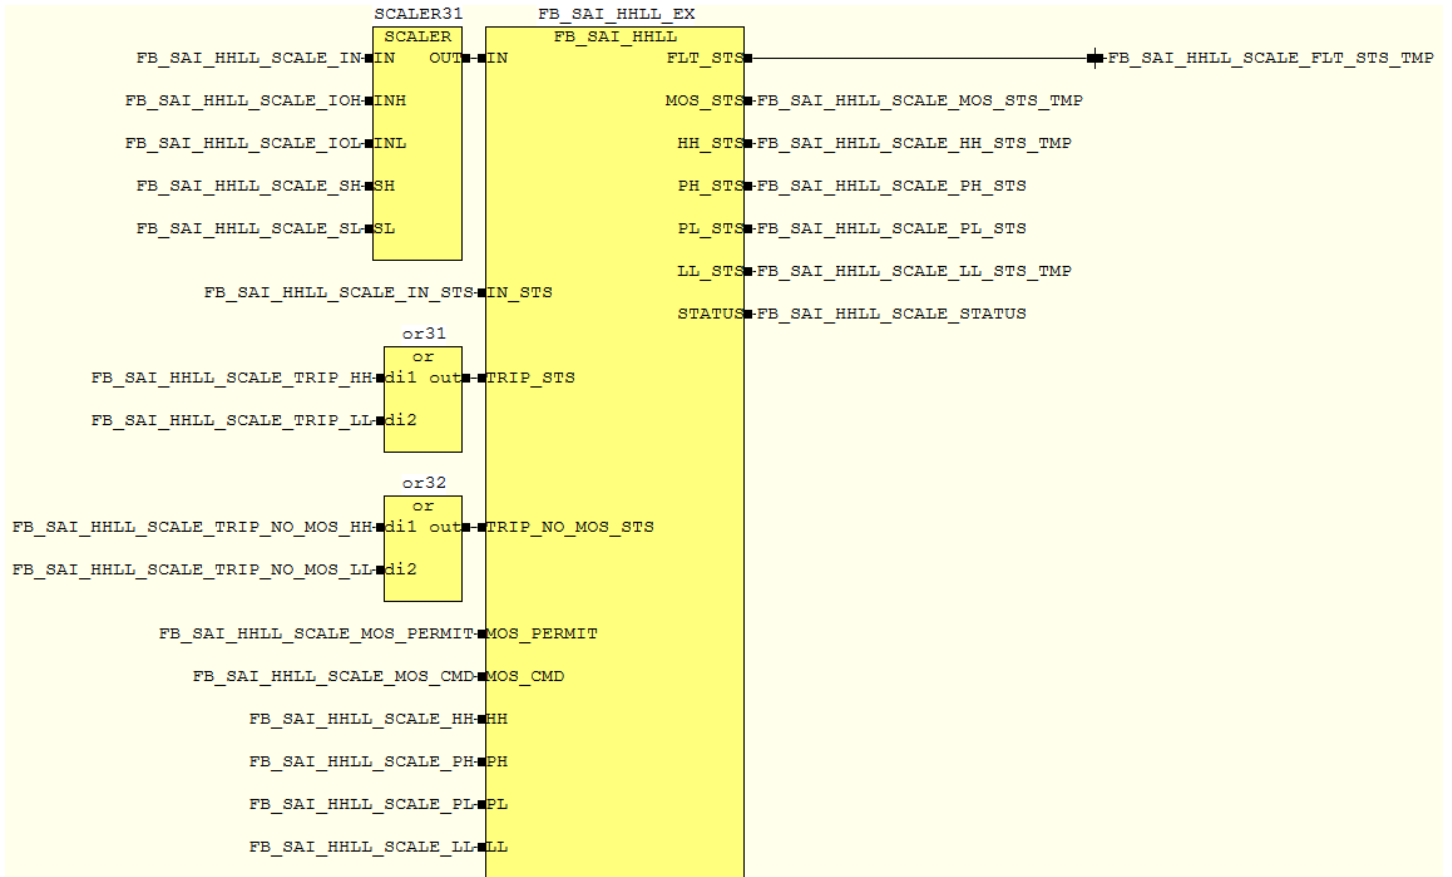 SCALER31 FB_SAI_HHLL_EX
SCALER FB_SAI_HHLL
FB_SAI_HHLL_SCALE_IN IN OUT IN FLT_STS FB_SAI_HHLL_SCALE_FLT_STS_TMP
FB_SAI_HHLL_SCALE_IOH INH MOS_STS FB_SAI_HHLL_SCALE_MOS_STS_TMP
FB_SAI_HHLL_SCALE_IOL INL HH_STS FB_SAI_HHLL_SCALE_HH_STS_TMP
FB_SAI_HHLL_SCALE_SH SH PH_STS FB_SAI_HHLL_SCALE_PH_STS
FB_SAI_HHLL_SCALE_SL SL PL_STS FB_SAI_HHLL_SCALE_PL_STS
LL_STS FB_SAI_HHLL_SCALE_LL_STS_TMP
FB_SAI_HHLL_SCALE_IN_STS IN_STS
STATUS FB_SAI_HHLL_SCALE_STATUS
or31
or
FB_SAI_HHLL_SCALE_TRIP_HH di1 out TRIP_STS
FB_SAI_HHLL_SCALE_TRIP_LL di2
or32
or
FB_SAI_HHLL_SCALE_TRIP_NO_MOS_HH di1 out TRIP_NO_MOS_STS
FB_SAI_HHLL_SCALE_TRIP_NO_MOS_LL di2
FB_SAI_HHLL_SCALE_MOS_PERMIT MOS_PERMIT
FB_SAI_HHLL_SCALE_MOS_CMD MOS_CMD
FB_SAI_HHLL_SCALE_HH HH
FB_SAI_HHLL_SCALE_PH PH
FB_SAI_HHLL_SCALE_PL PL
FB_SAI_HHLL_SCALE_LL LL